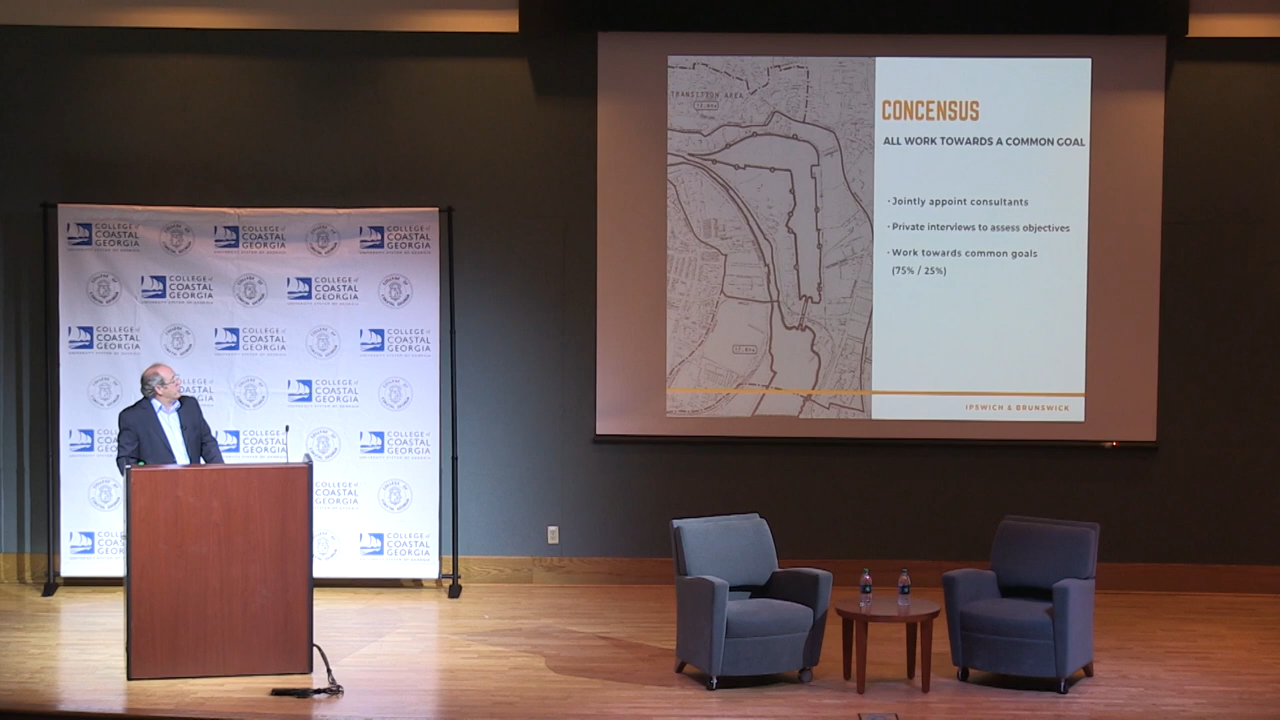 TRANSITION AREA
CONCENSUS
ALL WORK TOWARDS A COMMON GOAL
· Jointly appoint consultants
· Private interviews to assess objectives
· Work towards common goals
(75% / 25%)
IPSWICH & BRUNSWICK
COLLEGE of
COASTAL
GEORGIA
UNIVERSITY SYSTEM OF GEORGIA